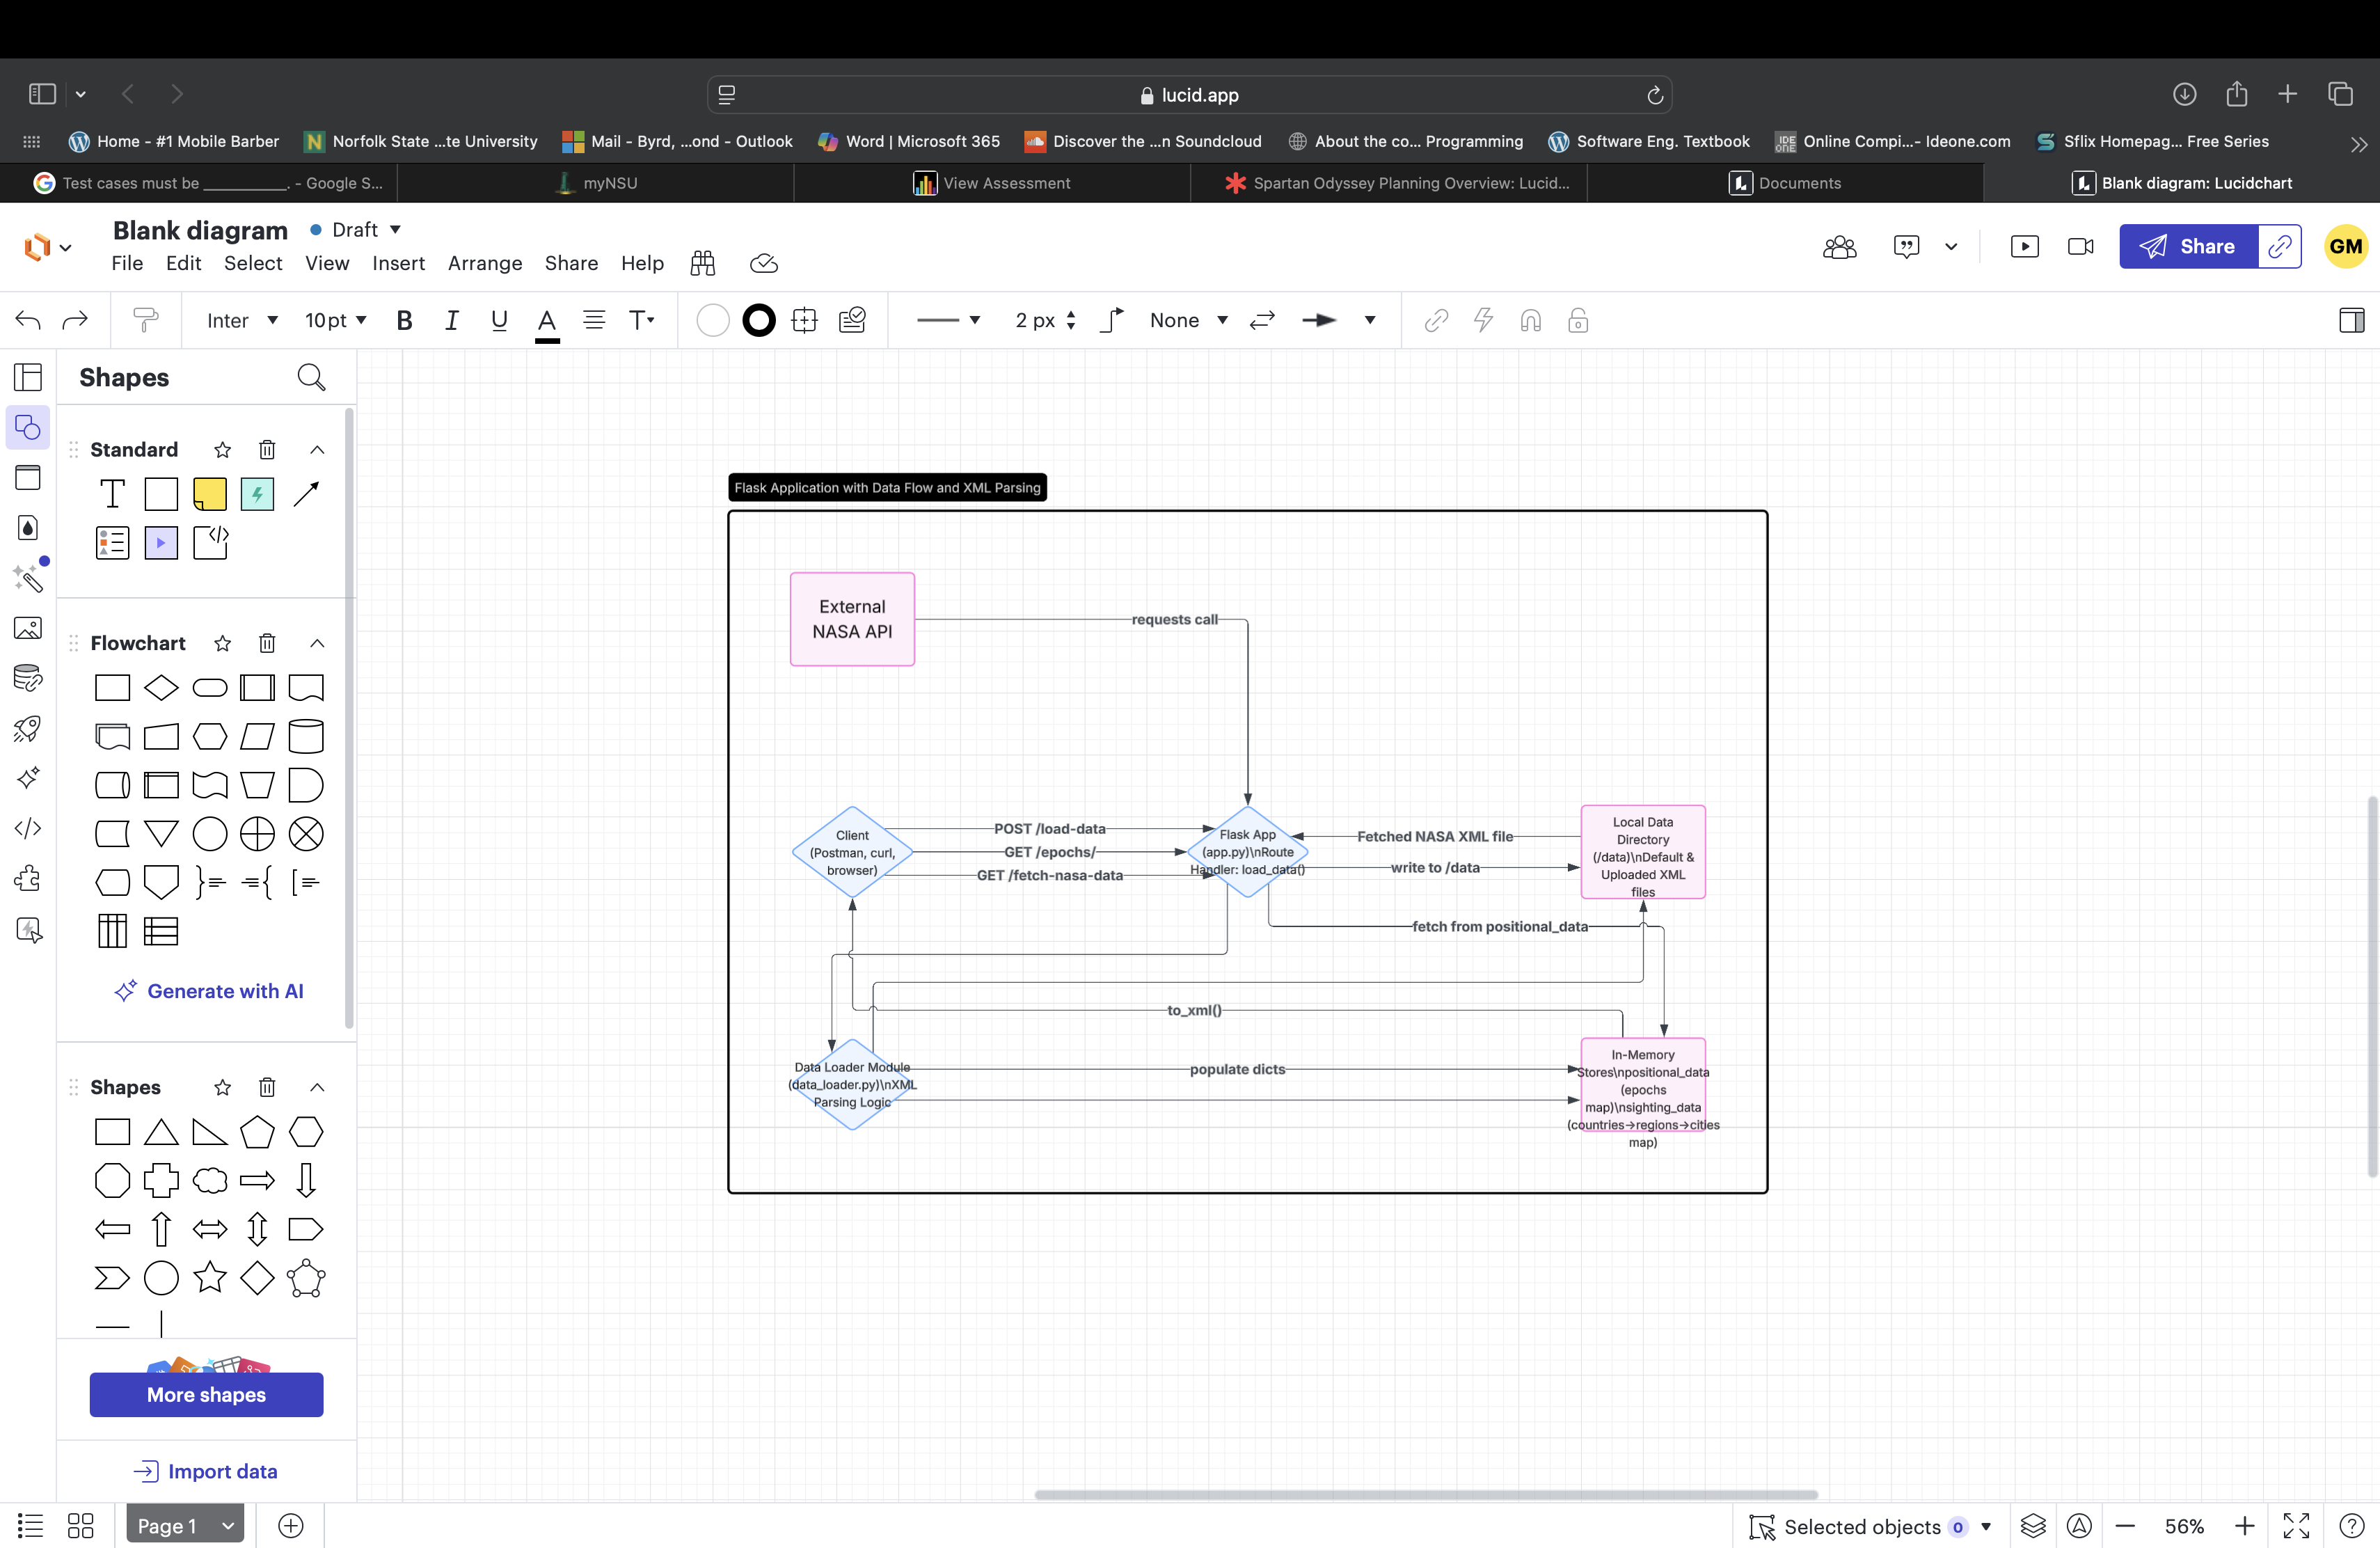 lucid.app
Home - #1 Mobile Barber
Norfolk State ...te University
Mail - Byrd, ...ond - Outlook
Word | Microsoft 365
Discover the ...n Soundcloud
About the co... Programming
Software Eng. Textbook
IDE ONE
Online Compi...- Ideone.com
Sflix Homepag... Free Series
Test cases must be __________. - Google S...
myNSU
View Assessment
Spartan Odyssey Planning Overview: Lucid...
Documents
Blank diagram: Lucidchart
Blank diagram
Draft
File Edit Select View Insert Arrange Share Help
Share
GM
Inter
10pt
B I U A T
2 px
None
Shapes
Standard
Flowchart
Generate with AI
Shapes
More shapes
Import data
Flask Application with Data Flow and XML Parsing
External
NASA API
requests call
Client
(Postman, curl,
browser)
POST /load-data
GET /epochs/
GET /fetch-nasa-data
Flask App
(app.py)\nRoute
Handler: load_data()
Fetched NASA XML file
write to /data
Local Data
Directory
(/data)\nDefault &
Uploaded XML
files
fetch from positional_data
to_xml()
Data Loader Module
(data_loader.py)\nXML
Parsing Logic
populate dicts
In-Memory
Stores\npositional_data
(epochs
map)\nsighting_data
(countries→regions→cities
map)
Page 1
Selected objects 0
56%